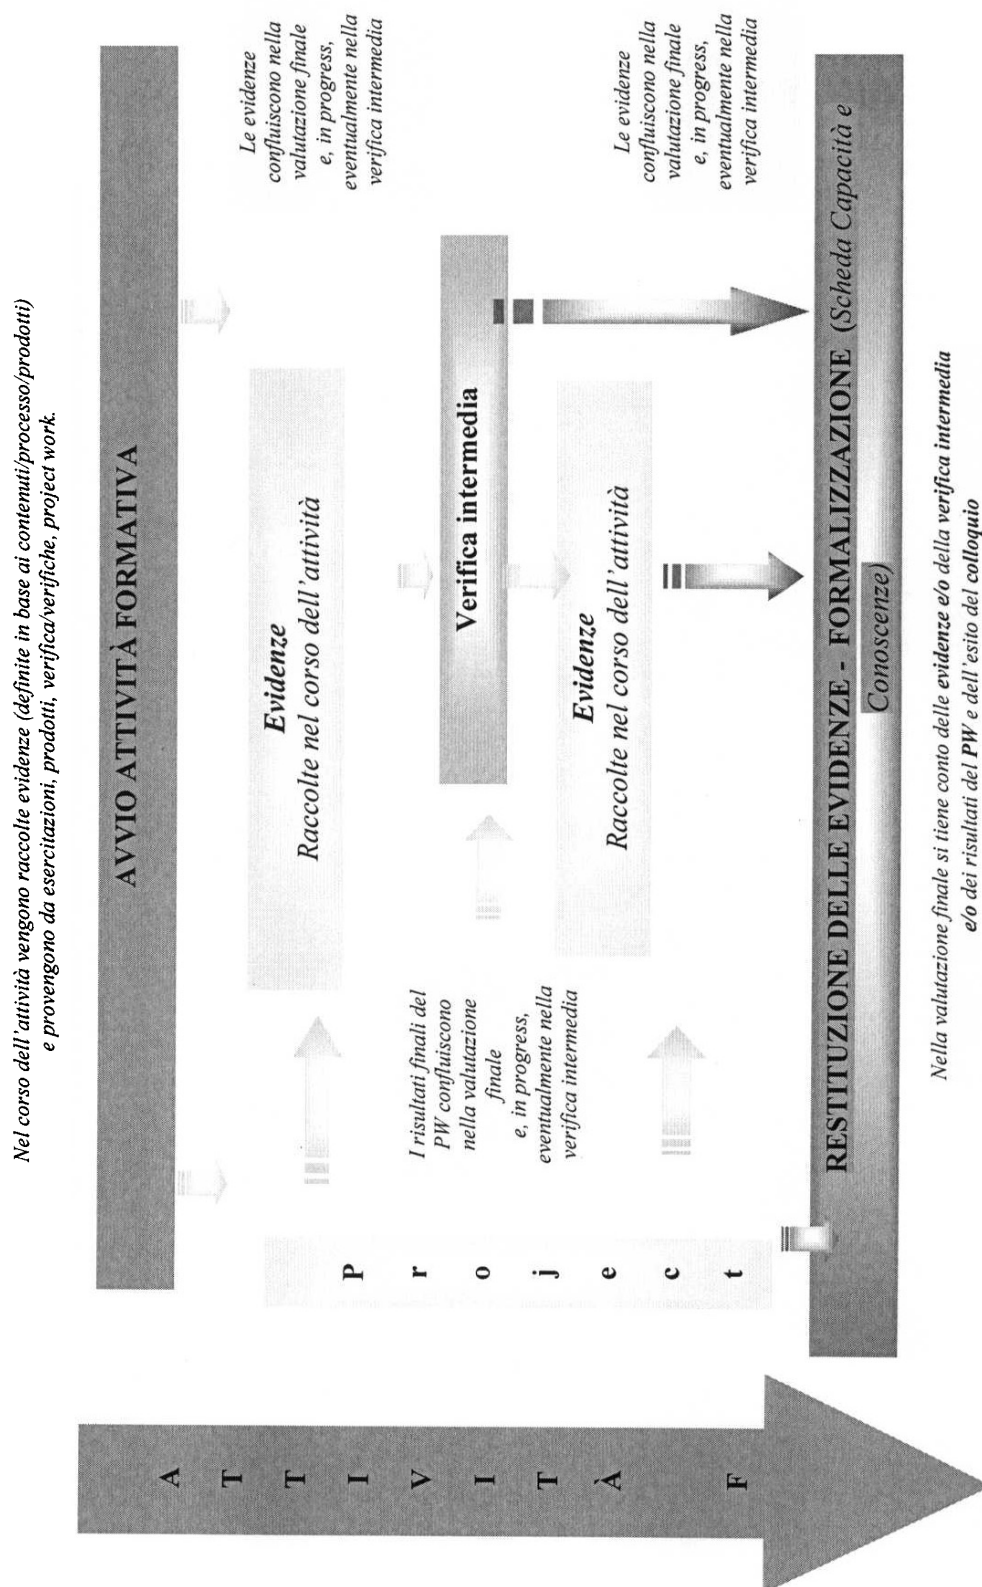 Nel corso dell'attività vengono raccolte evidenze (definite in base ai contenuti/processo/prodotti)
e provengono da esercitazioni, prodotti, verifica/verifiche, project work.
AVVIO ATTIVITÀ FORMATIVA
Le evidenze
confluiscono nella
valutazione finale
e, in progress,
eventualmente nella
verifica intermedia
Evidenze
Raccolte nel corso dell'attività
Verifica intermedia
I risultati finali del
PW confluiscono
nella valutazione
finale
e, in progress,
eventualmente nella
verifica intermedia
Evidenze
Raccolte nel corso dell'attività
Le evidenze
confluiscono nella
valutazione finale
e, in progress,
eventualmente nella
verifica intermedia
P
r
o
j
e
c
t
A
T
T
I
V
I
T
À
F
RESTITUZIONE DELLE EVIDENZE - FORMALIZZAZIONE (Scheda Capacità e
Conoscenze)
Nella valutazione finale si tiene conto delle evidenze e/o della verifica intermedia
e/o dei risultati del PW e dell'esito del colloquio